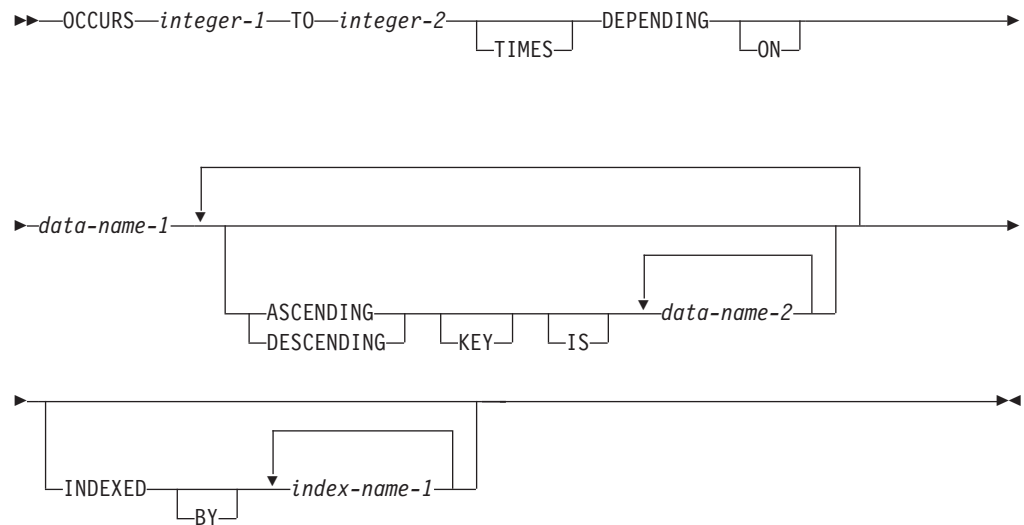 OCCURS integer-1 TO integer-2 DEPENDING
TIMES ON
data-name-1
ASCENDING data-name-2
DESCENDING KEY IS
INDEXED index-name-1
BY